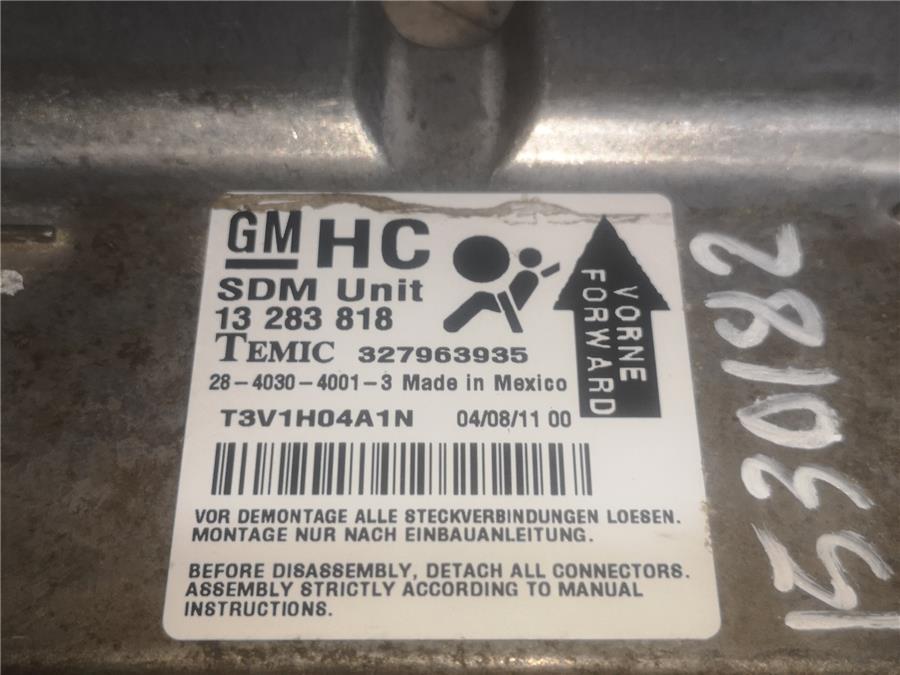 GM HC
SDM Unit
13 283 818
TEMIC 327963935
28-4030-4001-3 Made in Mexico
T3V1H04A1N 04/08/11 00
VORNE
FORWARD
VOR DEMONTAGE ALLE STECKVERBINDUNGEN LOESEN.
MONTAGE NUR NACH EINBAUANLEITUNG.
BEFORE DISASSEMBLY, DETACH ALL CONNECTORS.
ASSEMBLY STRICTLY ACCORDING TO MANUAL
INSTRUCTIONS.
1530182